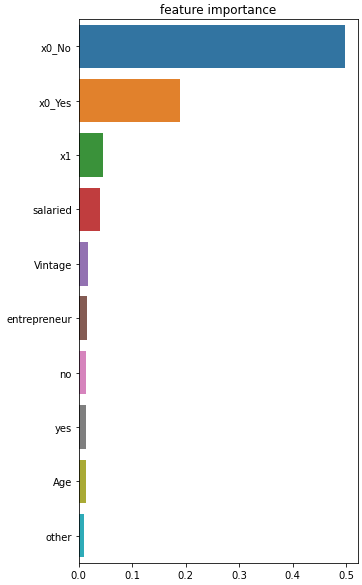 feature importance
x0_No
x0_Yes
x1
salaried
Vintage
entrepreneur
no
yes
Age
other
0.0 0.1 0.2 0.3 0.4 0.5